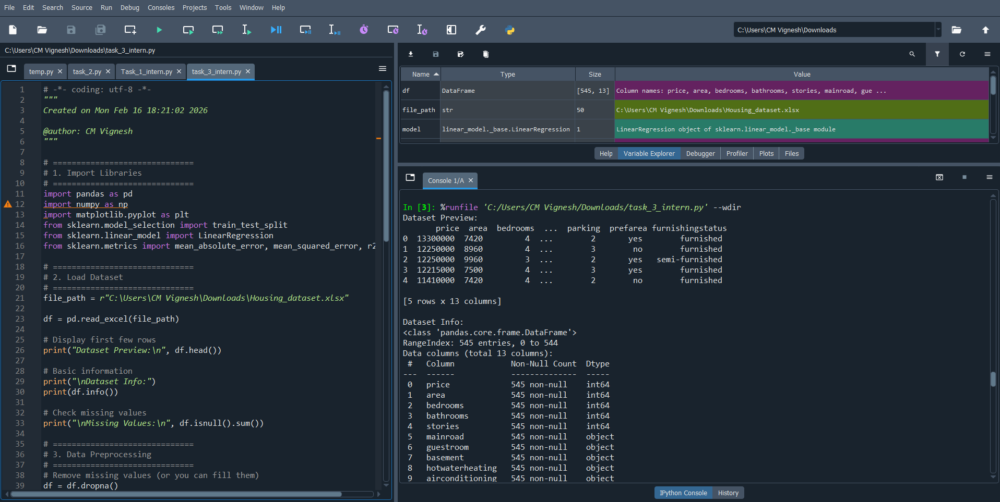 File Edit Search Source Run Debug Consoles Projects Tools Window Help
C:\Users\CM Vignesh\Downloads
C:\Users\CM Vignesh\Downloads\task_3_intern.py
temp.py task_2.py Task_1_intern.py task_3_intern.py
1 # -*- coding: utf-8 -*-
2 """
3 Created on Mon Feb 16 18:21:02 2026
4
5 @author: CM Vignesh
6 """
7
8 # ==============================
9 # 1. Import Libraries
10 # ==============================
11 import pandas as pd
12 import numpy as np
13 import matplotlib.pyplot as plt
14 from sklearn.model_selection import train_test_split
15 from sklearn.linear_model import LinearRegression
16 from sklearn.metrics import mean_absolute_error, mean_squared_error, r2
17
18 # ==============================
19 # 2. Load Dataset
20 # ==============================
21 file_path = r"C:\Users\CM Vignesh\Downloads\Housing_dataset.xlsx"
22
23 df = pd.read_excel(file_path)
24
25 # Display first few rows
26 print("Dataset Preview:\n", df.head())
27
28 # Basic information
29 print("\nDataset Info:")
30 print(df.info())
31
32 # Check missing values
33 print("\nMissing Values:\n", df.isnull().sum())
34
35 # ==============================
36 # 3. Data Preprocessing
37 # ==============================
38 # Remove missing values (or you can fill them)
39 df = df.dropna()
Name Type Size Value
df DataFrame [545, 13] Column names: price, area, bedrooms, bathrooms, stories, mainroad, gue ...
file_path str 50 C:\Users\CM Vignesh\Downloads\Housing_dataset.xlsx
model linear_model._base.LinearRegression 1 LinearRegression object of sklearn.linear_model._base module
Help Variable Explorer Debugger Profiler Plots Files
Console 1/A
In [3]: %runfile 'C:/Users/CM Vignesh/Downloads/task_3_intern.py' --wdir
Dataset Preview:
price area bedrooms ... parking prefarea furnishingstatus
0 13300000 7420 4 ... 2 yes furnished
1 12250000 8960 4 ... 3 no furnished
2 12250000 9960 3 ... 2 yes semi-furnished
3 12215000 7500 4 ... 3 yes furnished
4 11410000 7420 4 ... 2 no furnished
[5 rows x 13 columns]
Dataset Info:
<class 'pandas.core.frame.DataFrame'>
RangeIndex: 545 entries, 0 to 544
Data columns (total 13 columns):
# Column Non-Null Count Dtype
--- ------ -------------- -----
0 price 545 non-null int64
1 area 545 non-null int64
2 bedrooms 545 non-null int64
3 bathrooms 545 non-null int64
4 stories 545 non-null int64
5 mainroad 545 non-null object
6 guestroom 545 non-null object
7 basement 545 non-null object
8 hotwaterheating 545 non-null object
9 airconditioning 545 non-null object
IPython Console History